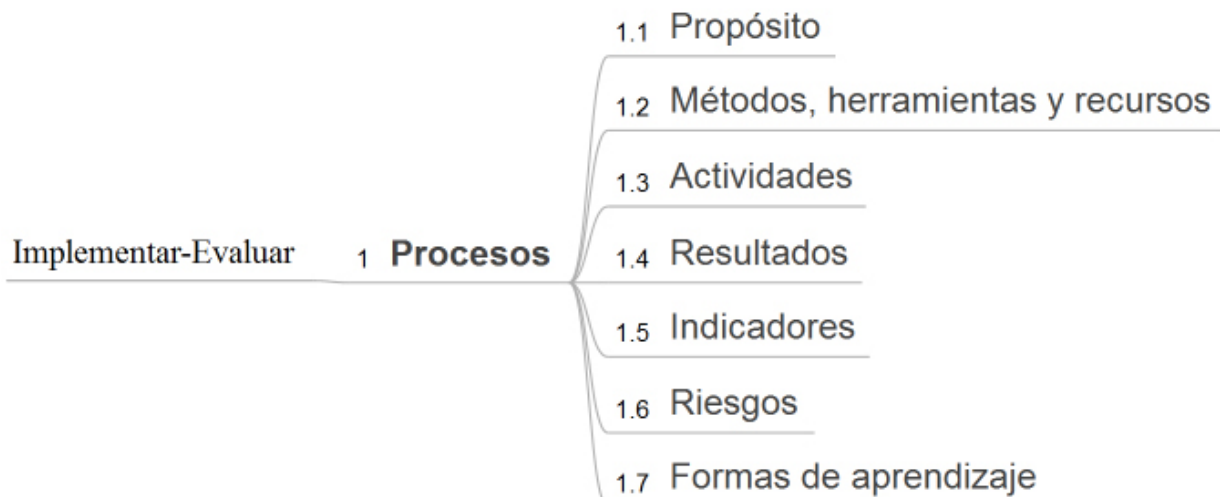 1.1 Propósito
1.2 Métodos, herramientas y recursos
1.3 Actividades
Implementar-Evaluar 1 Procesos
1.4 Resultados
1.5 Indicadores
1.6 Riesgos
1.7 Formas de aprendizaje